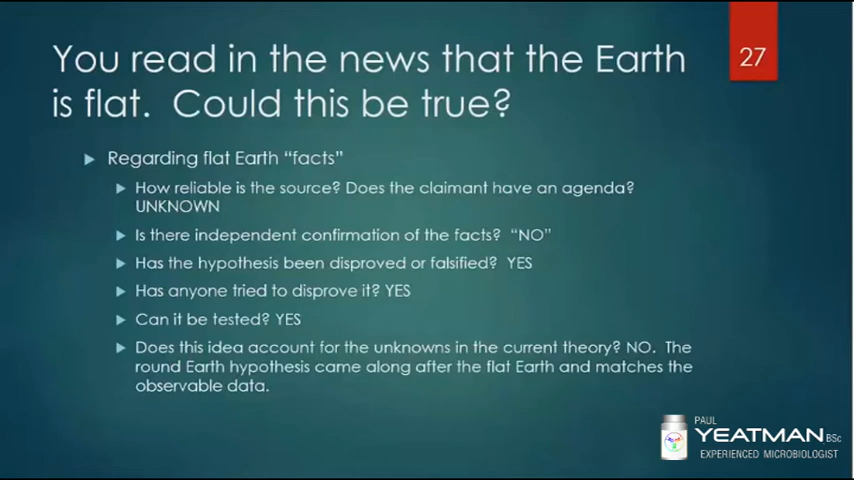 You read in the news that the Earth
is flat.  Could this be true?
27
Regarding flat Earth “facts”
How reliable is the source? Does the claimant have an agenda?
UNKNOWN
Is there independent confirmation of the facts?  “NO”
Has the hypothesis been disproved or falsified?  YES
Has anyone tried to disprove it? YES
Can it be tested? YES
Does this idea account for the unknowns in the current theory? NO.  The
round Earth hypothesis came along after the flat Earth and matches the
observable data.
PAUL
YEATMAN BSc
EXPERIENCED MICROBIOLOGIST